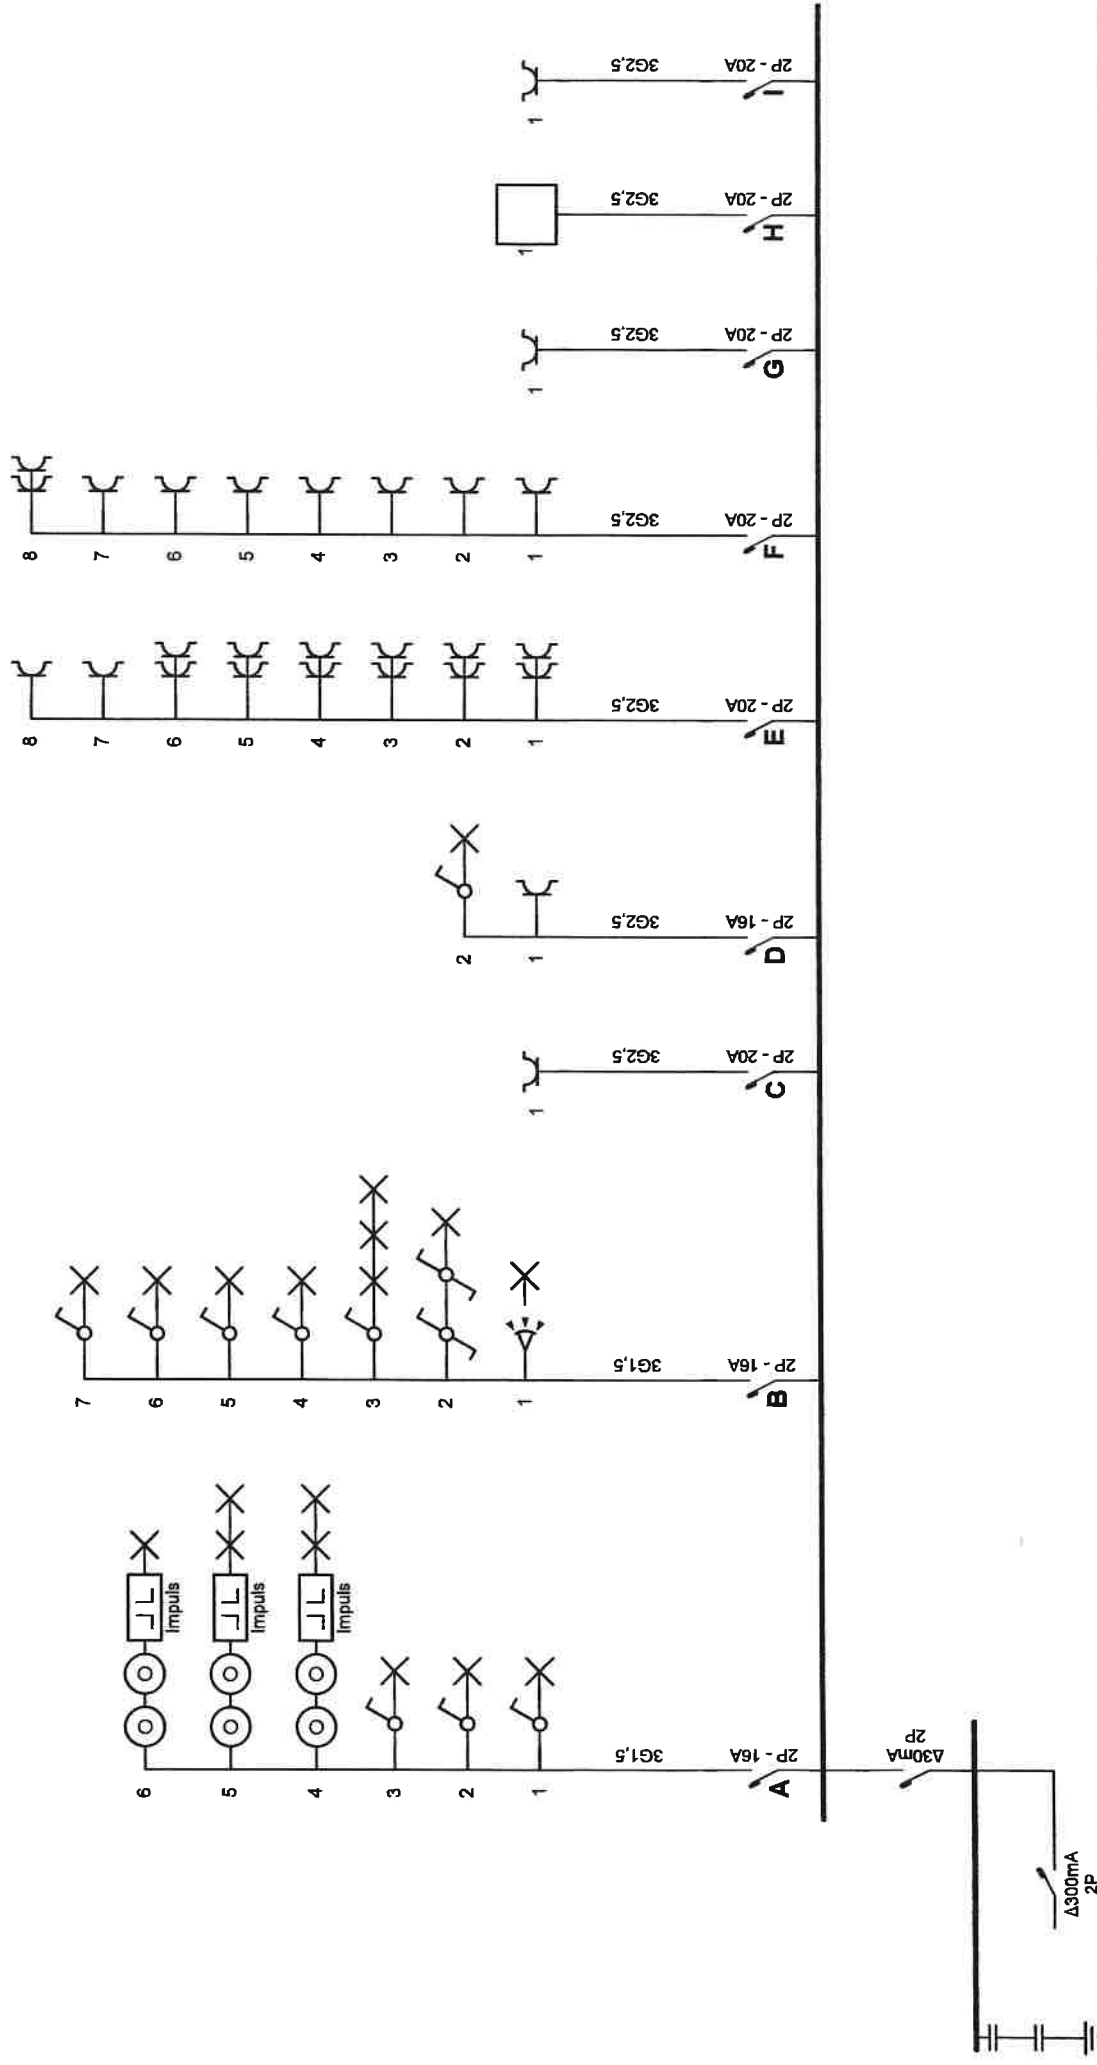 6
5
4
3
2
1
Impuls
Impuls
Impuls
3G1,5
2P - 16A
A
7
6
5
4
3
2
1
3G1,5
2P - 16A
B
1
3G2,5
2P - 20A
C
2
1
3G2,5
2P - 16A
D
8
7
6
5
4
3
2
1
3G2,5
2P - 20A
E
8
7
6
5
4
3
2
1
3G2,5
2P - 20A
F
1
3G2,5
2P - 20A
G
1
3G2,5
2P - 20A
H
1
3G2,5
2P - 20A
I
Δ30mA
2P
Δ300mA
2P